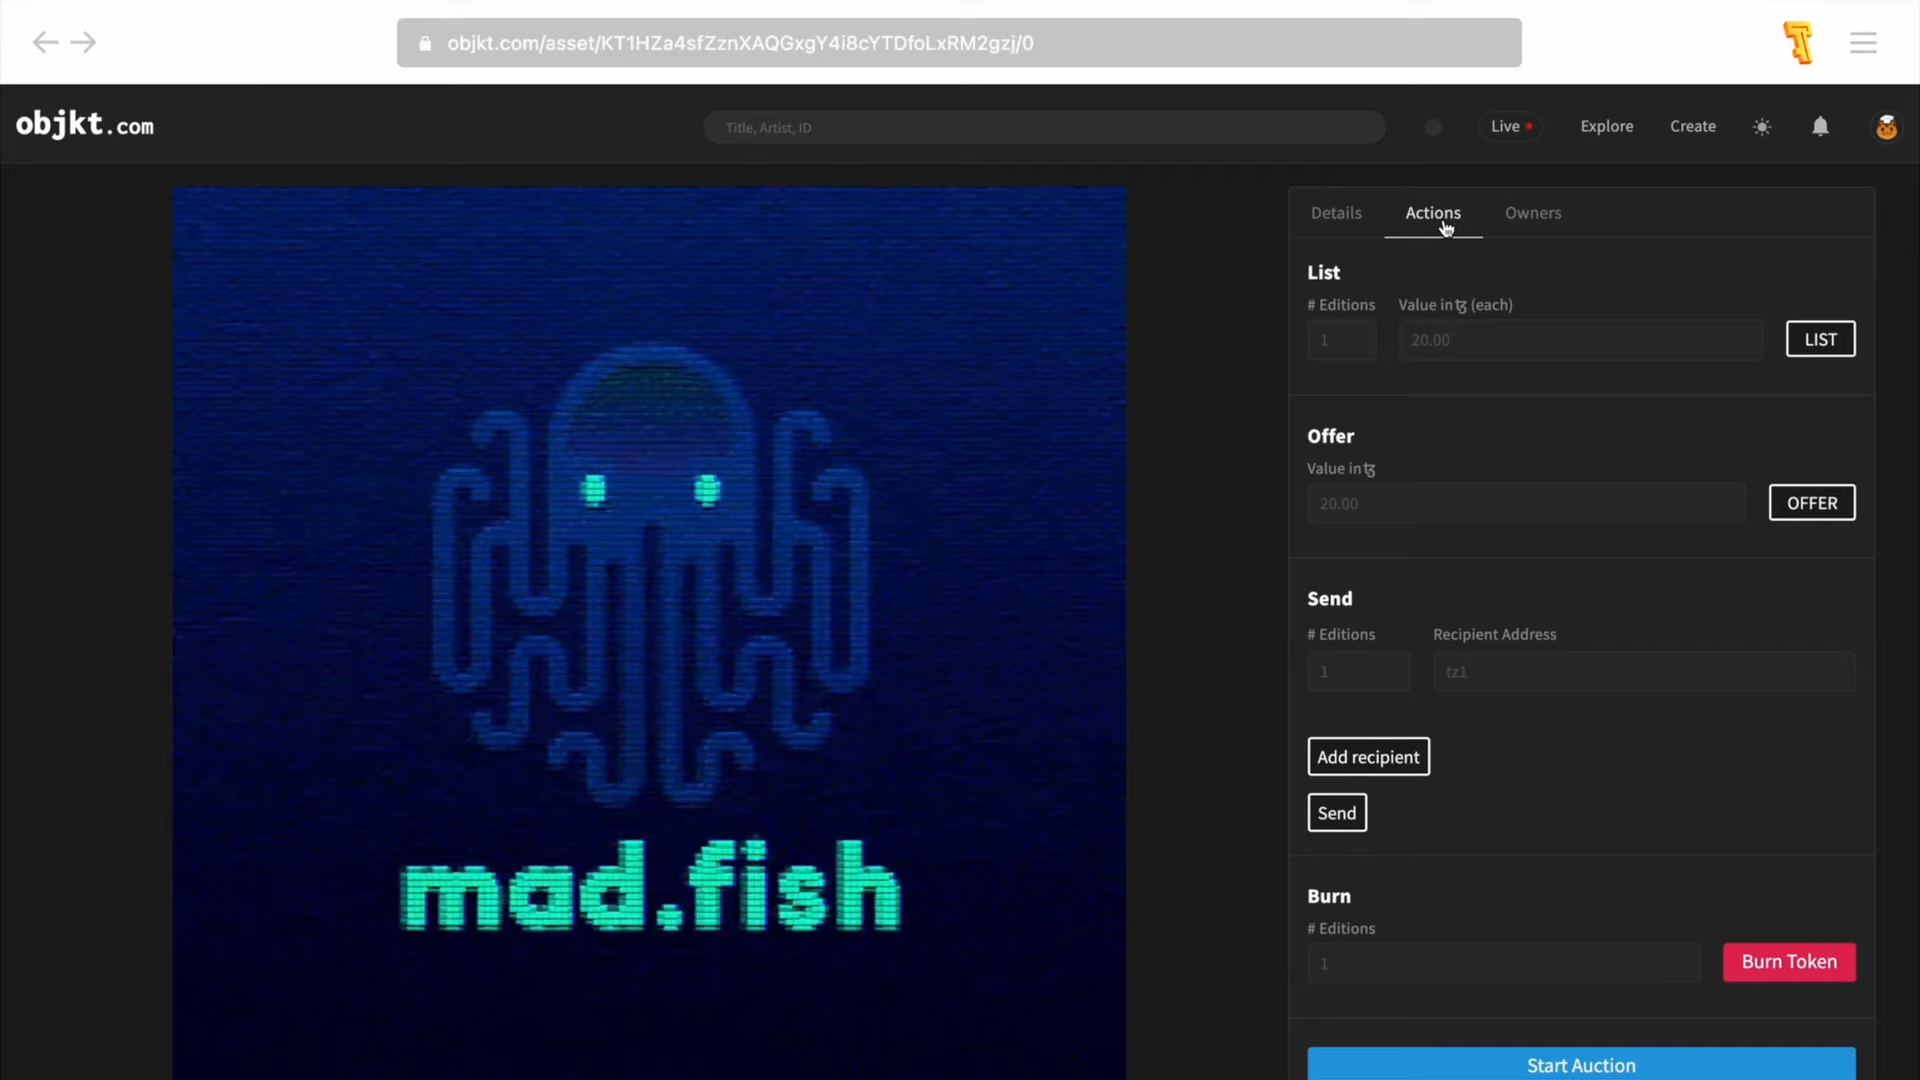 objkt.com/asset/KT1HZa4sfZznXAQGxgY4i8cYTDfoLxRM2gzj/0
objkt.com
Title, Artist, ID
Live
Explore
Create
Details
Actions
Owners
List
# Editions
Value in ꜩ (each)
1
20.00
LIST
Offer
Value in ꜩ
20.00
OFFER
Send
# Editions
Recipient Address
1
tz1
Add recipient
Send
Burn
# Editions
1
Burn Token
Start Auction
mad.fish